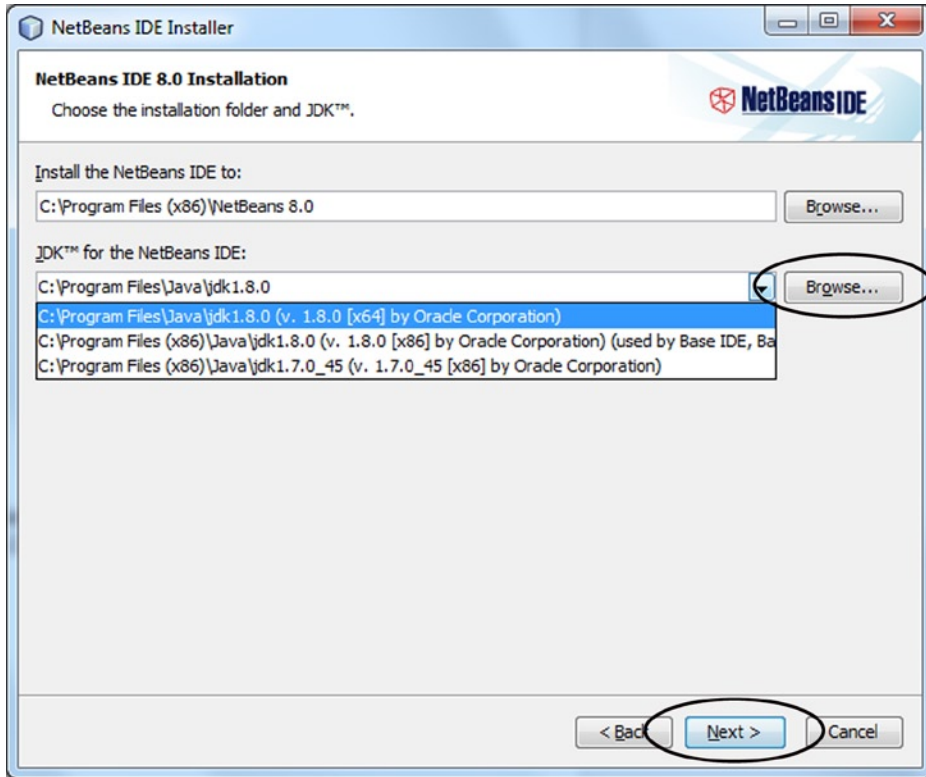 NetBeans IDE Installer
NetBeans IDE 8.0 Installation
Choose the installation folder and JDK™.
NetBeans IDE
Install the NetBeans IDE to:
C:\Program Files (x86)\NetBeans 8.0
Browse...
JDK™ for the NetBeans IDE:
C:\Program Files\Java\jdk1.8.0
Browse...
C:\Program Files\Java\jdk1.8.0 (v. 1.8.0 [x64] by Oracle Corporation)
C:\Program Files (x86)\Java\jdk1.8.0 (v. 1.8.0 [x86] by Oracle Corporation) (used by Base IDE, Ba
C:\Program Files (x86)\Java\jdk1.7.0_45 (v. 1.7.0_45 [x86] by Oracle Corporation)
< Back
Next >
Cancel